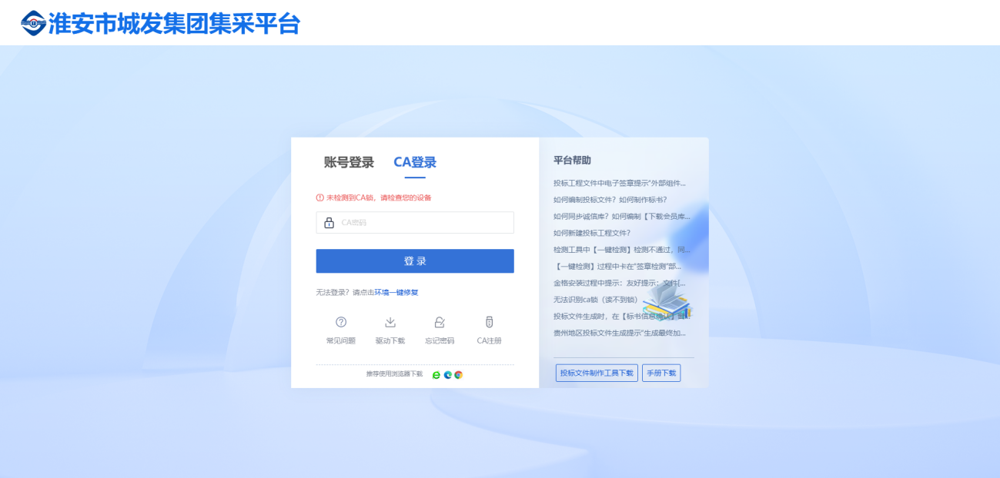 淮安市城发集团集采平台
账号登录 CA登录
未检测到CA锁，请检查您的设备
CA密码
登 录
无法登录？请点击环境一键修复
常见问题 驱动下载 忘记密码 CA注册
推荐使用浏览器下载
平台帮助
投标工程文件中电子签章提示"外部组件...
如何编制投标文件？如何制作标书？
如何同步诚信库？如何编制【下载会员库...
如何新建投标工程文件？
检测工具中【一键检测】检测不通过，同...
【一键检测】过程中卡在"签章检测"部...
金格安装过程中提示：友好提示：文件[...
无法识别ca锁（读不到锁）
投标文件生成时，在【标书信息确认】
贵州地区投标文件生成提示"生成最终加...
投标文件制作工具下载 手册下载